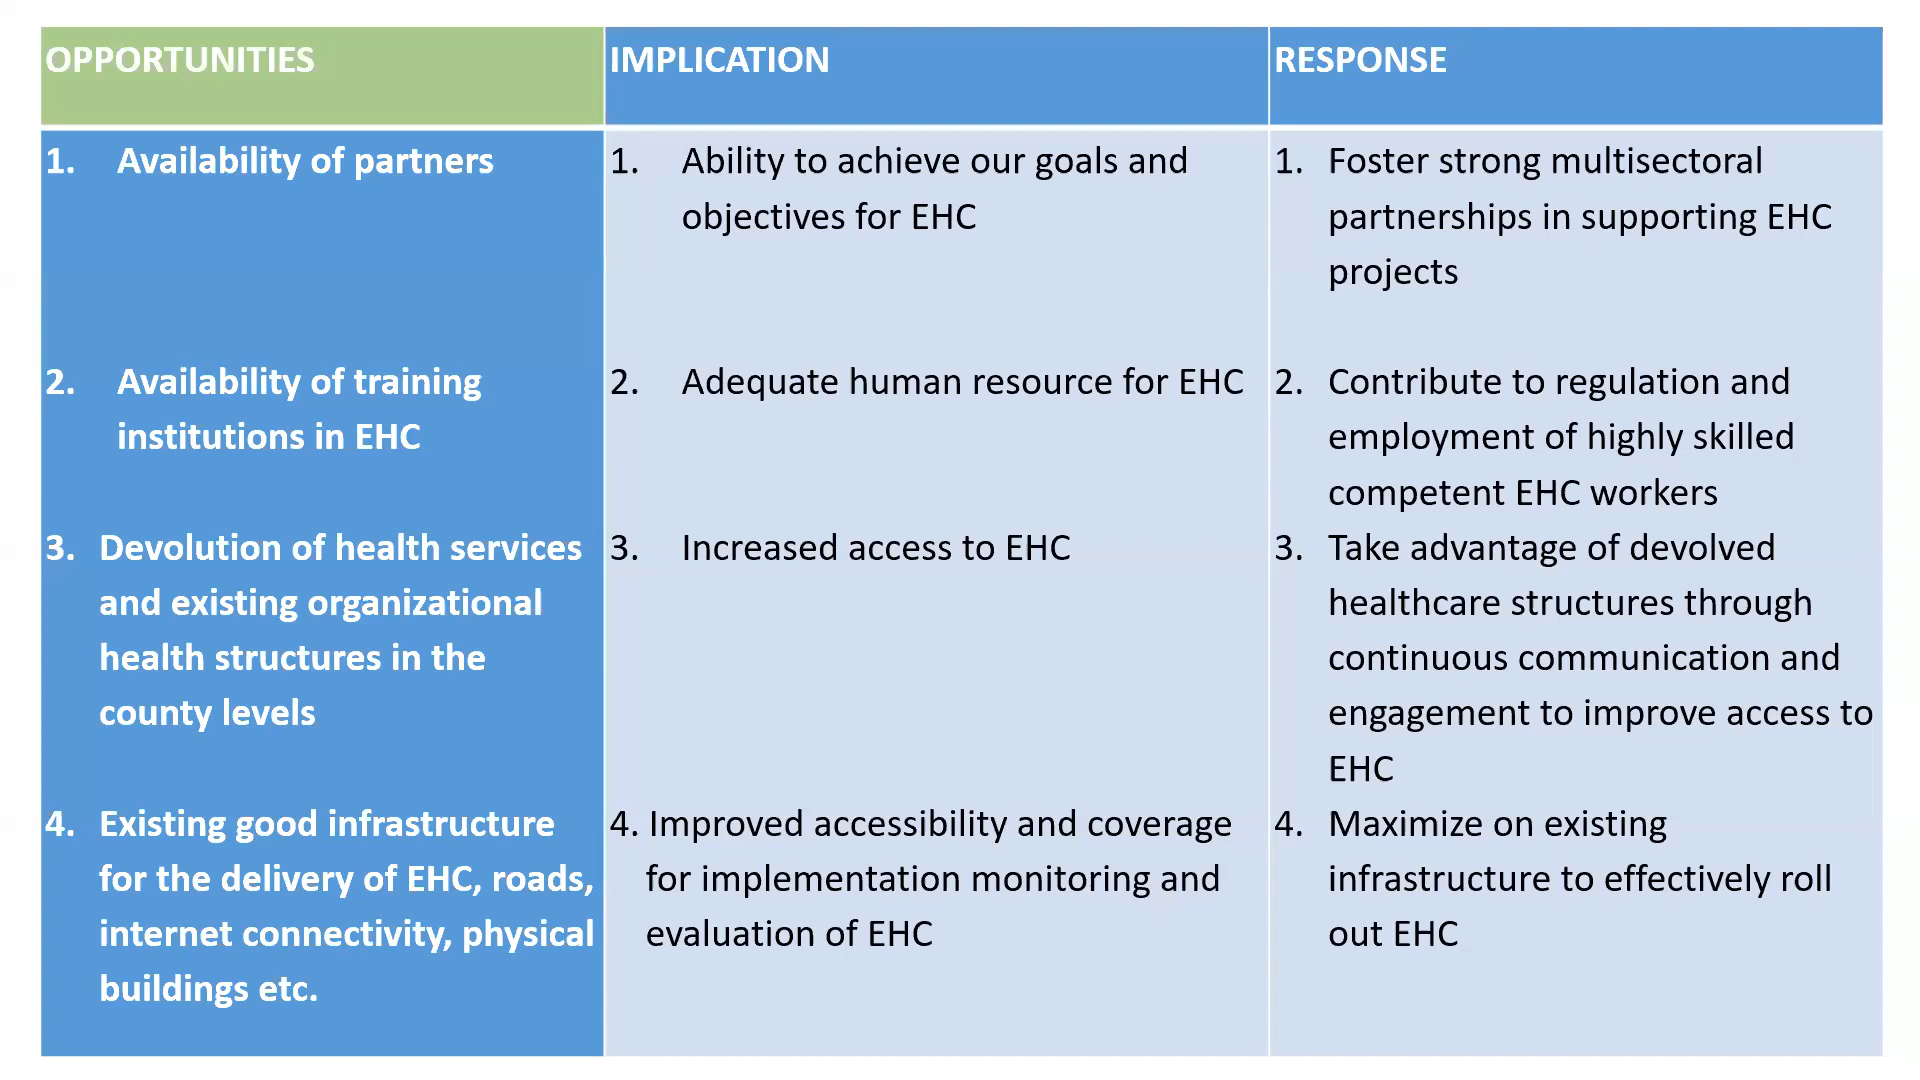 OPPORTUNITIES
IMPLICATION
RESPONSE
1. Availability of partners
2. Availability of training
institutions in EHC
3. Devolution of health services
and existing organizational
health structures in the
county levels
4. Existing good infrastructure
for the delivery of EHC, roads,
internet connectivity, physical
buildings etc.
1. Ability to achieve our goals and
objectives for EHC
2. Adequate human resource for EHC
3. Increased access to EHC
4. Improved accessibility and coverage
for implementation monitoring and
evaluation of EHC
1. Foster strong multisectoral
partnerships in supporting EHC
projects
2. Contribute to regulation and
employment of highly skilled
competent EHC workers
3. Take advantage of devolved
healthcare structures through
continuous communication and
engagement to improve access to
EHC
4. Maximize on existing
infrastructure to effectively roll
out EHC